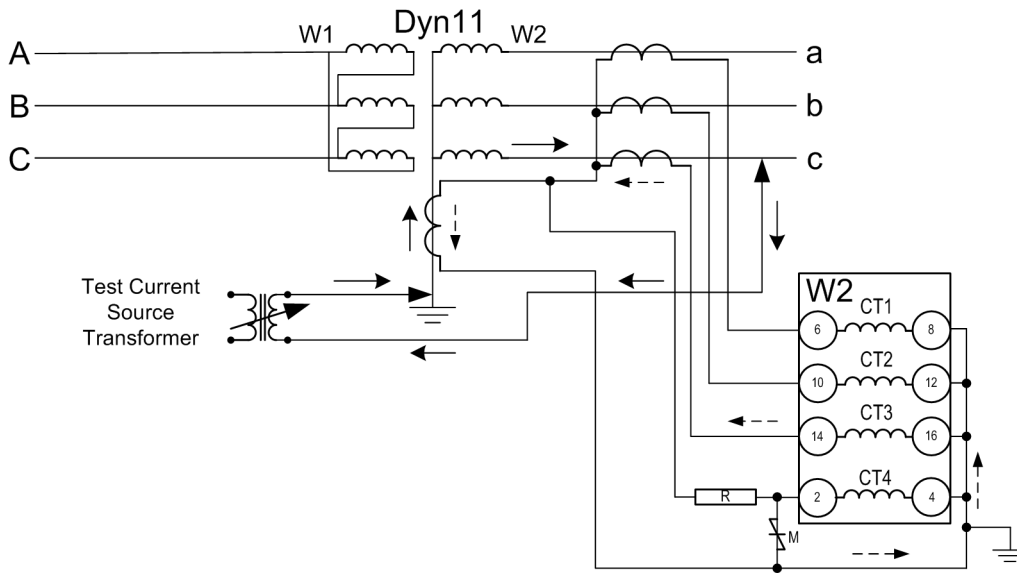 Dyn11
W1
W2
A
a
B
b
C
c
Test Current
Source
Transformer
W2
CT1
6
8
CT2
10
12
CT3
14
16
CT4
2
4
R
M